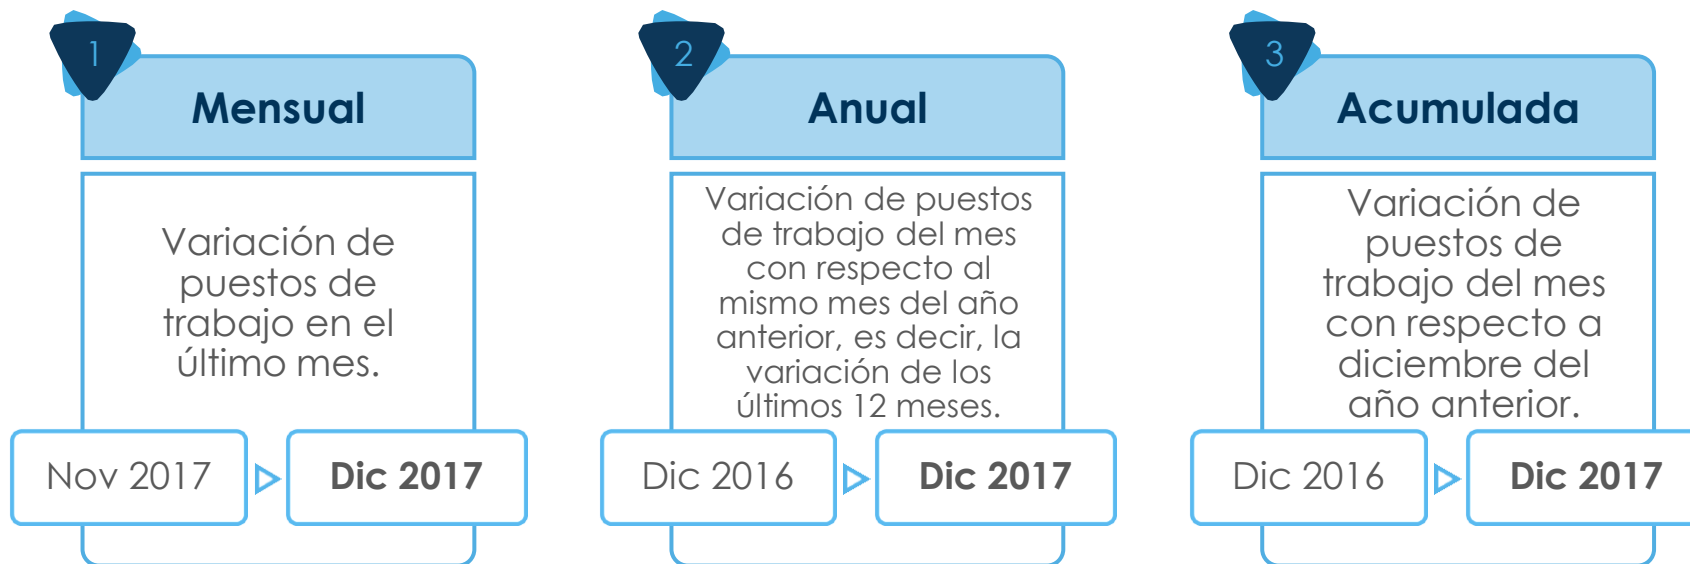 1
Mensual
Variación de
puestos de
trabajo en el
último mes.
Nov 2017
Dic 2017
2
Anual
Variación de puestos
de trabajo del mes
con respecto al
mismo mes del año
anterior, es decir, la
variación de los
últimos 12 meses.
Dic 2016
Dic 2017
3
Acumulada
Variación de
puestos de
trabajo del mes
con respecto a
diciembre del
año anterior.
Dic 2016
Dic 2017